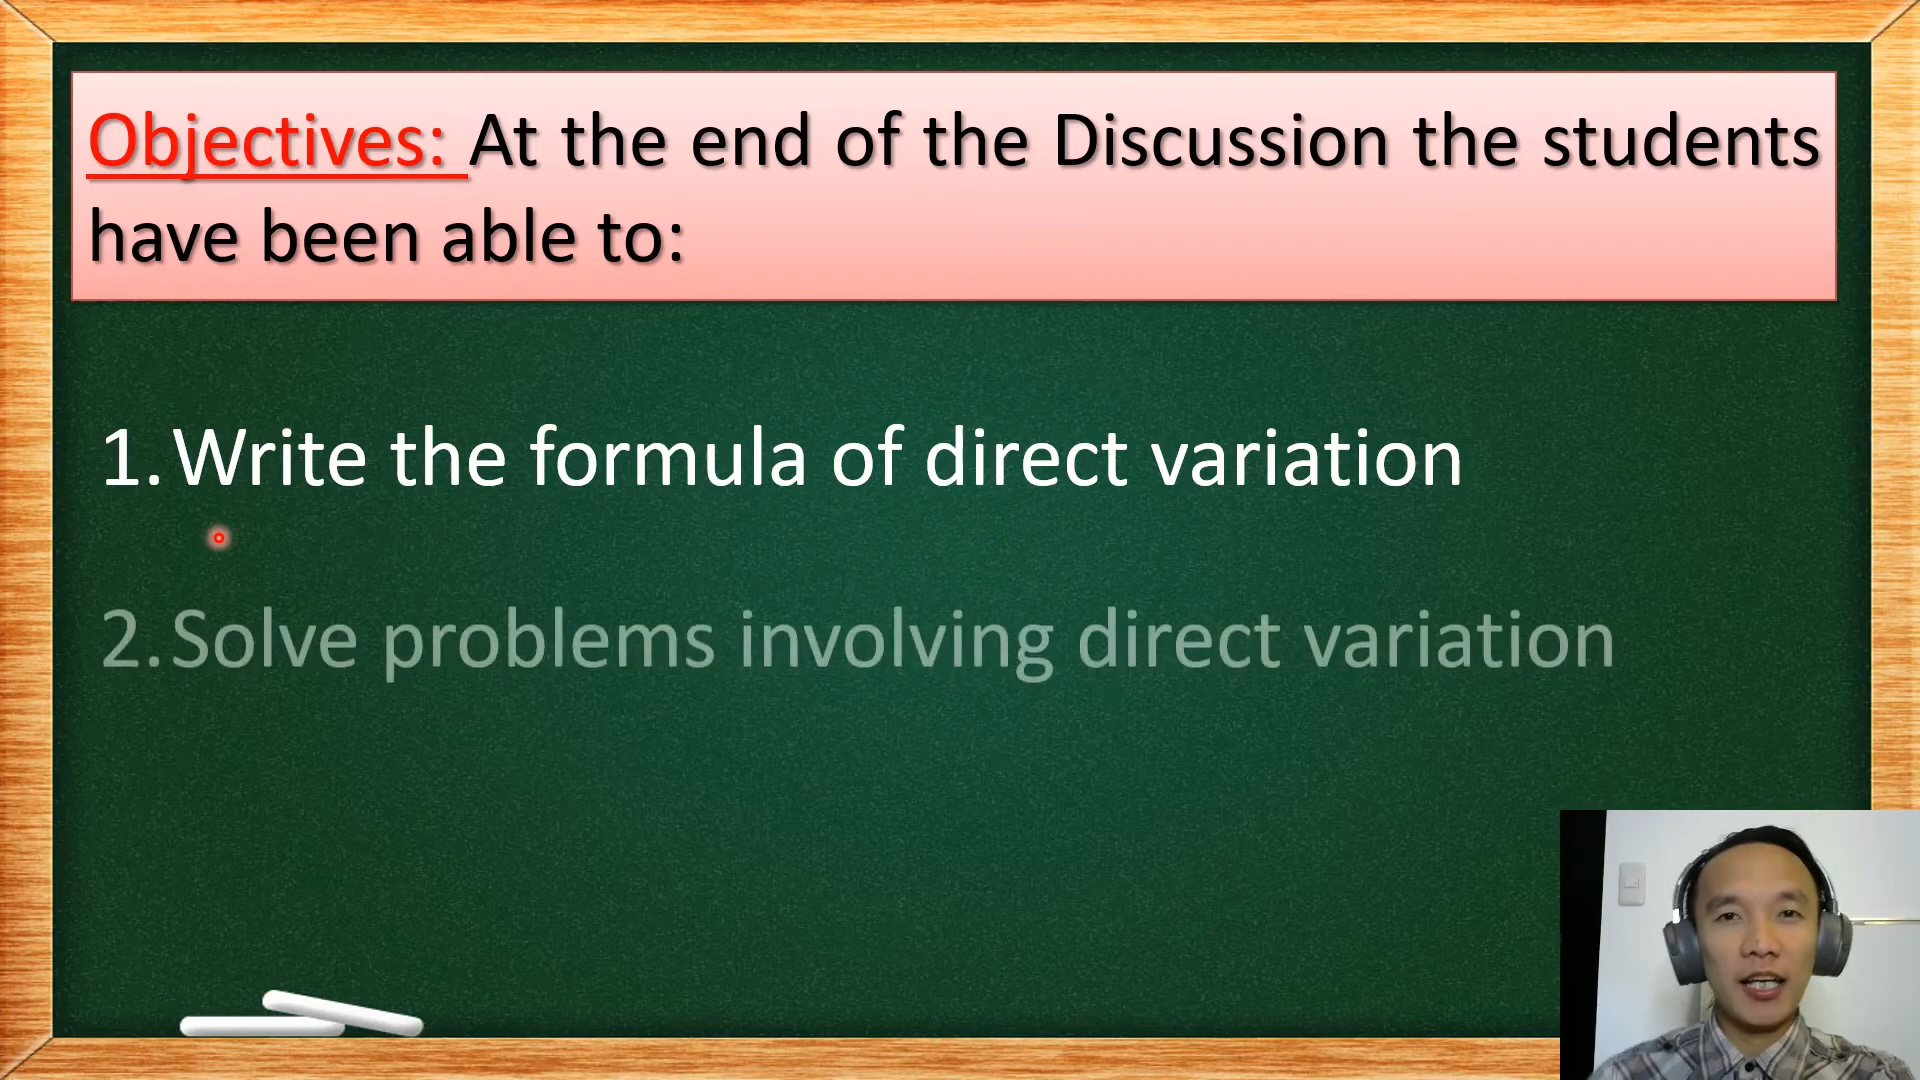 Objectives: At the end of the Discussion the students
have been able to:
1. Write the formula of direct variation
2. Solve problems involving direct variation